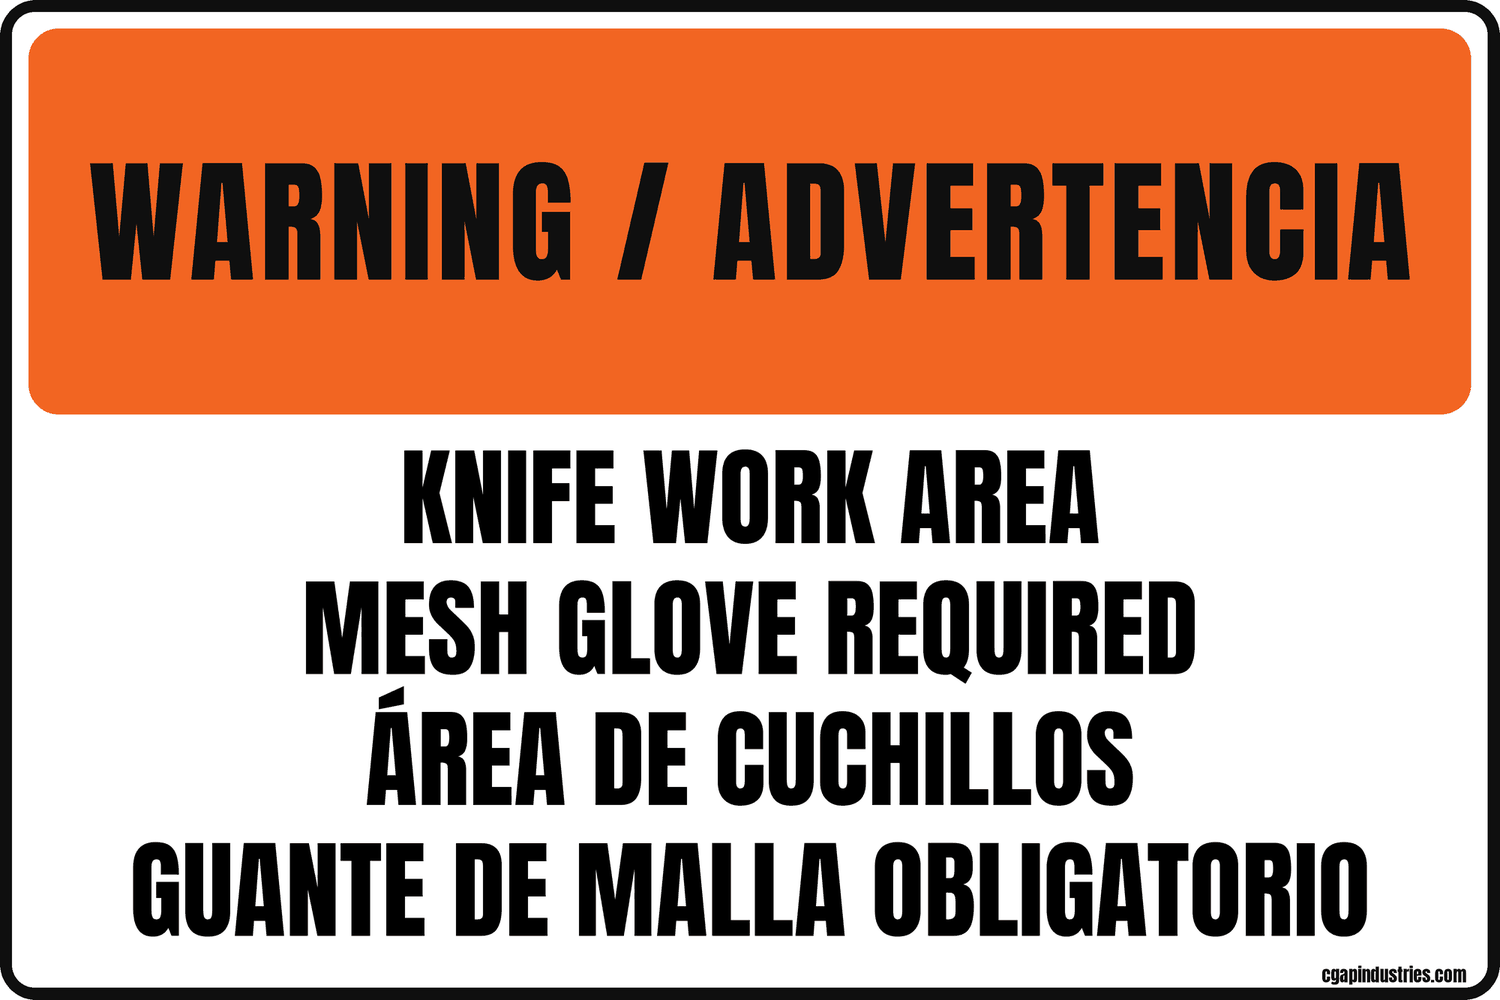 WARNING / ADVERTENCIA
KNIFE WORK AREA
MESH GLOVE REQUIRED
ÁREA DE CUCHILLOS
GUANTE DE MALLA OBLIGATORIO
cgapindustries.com